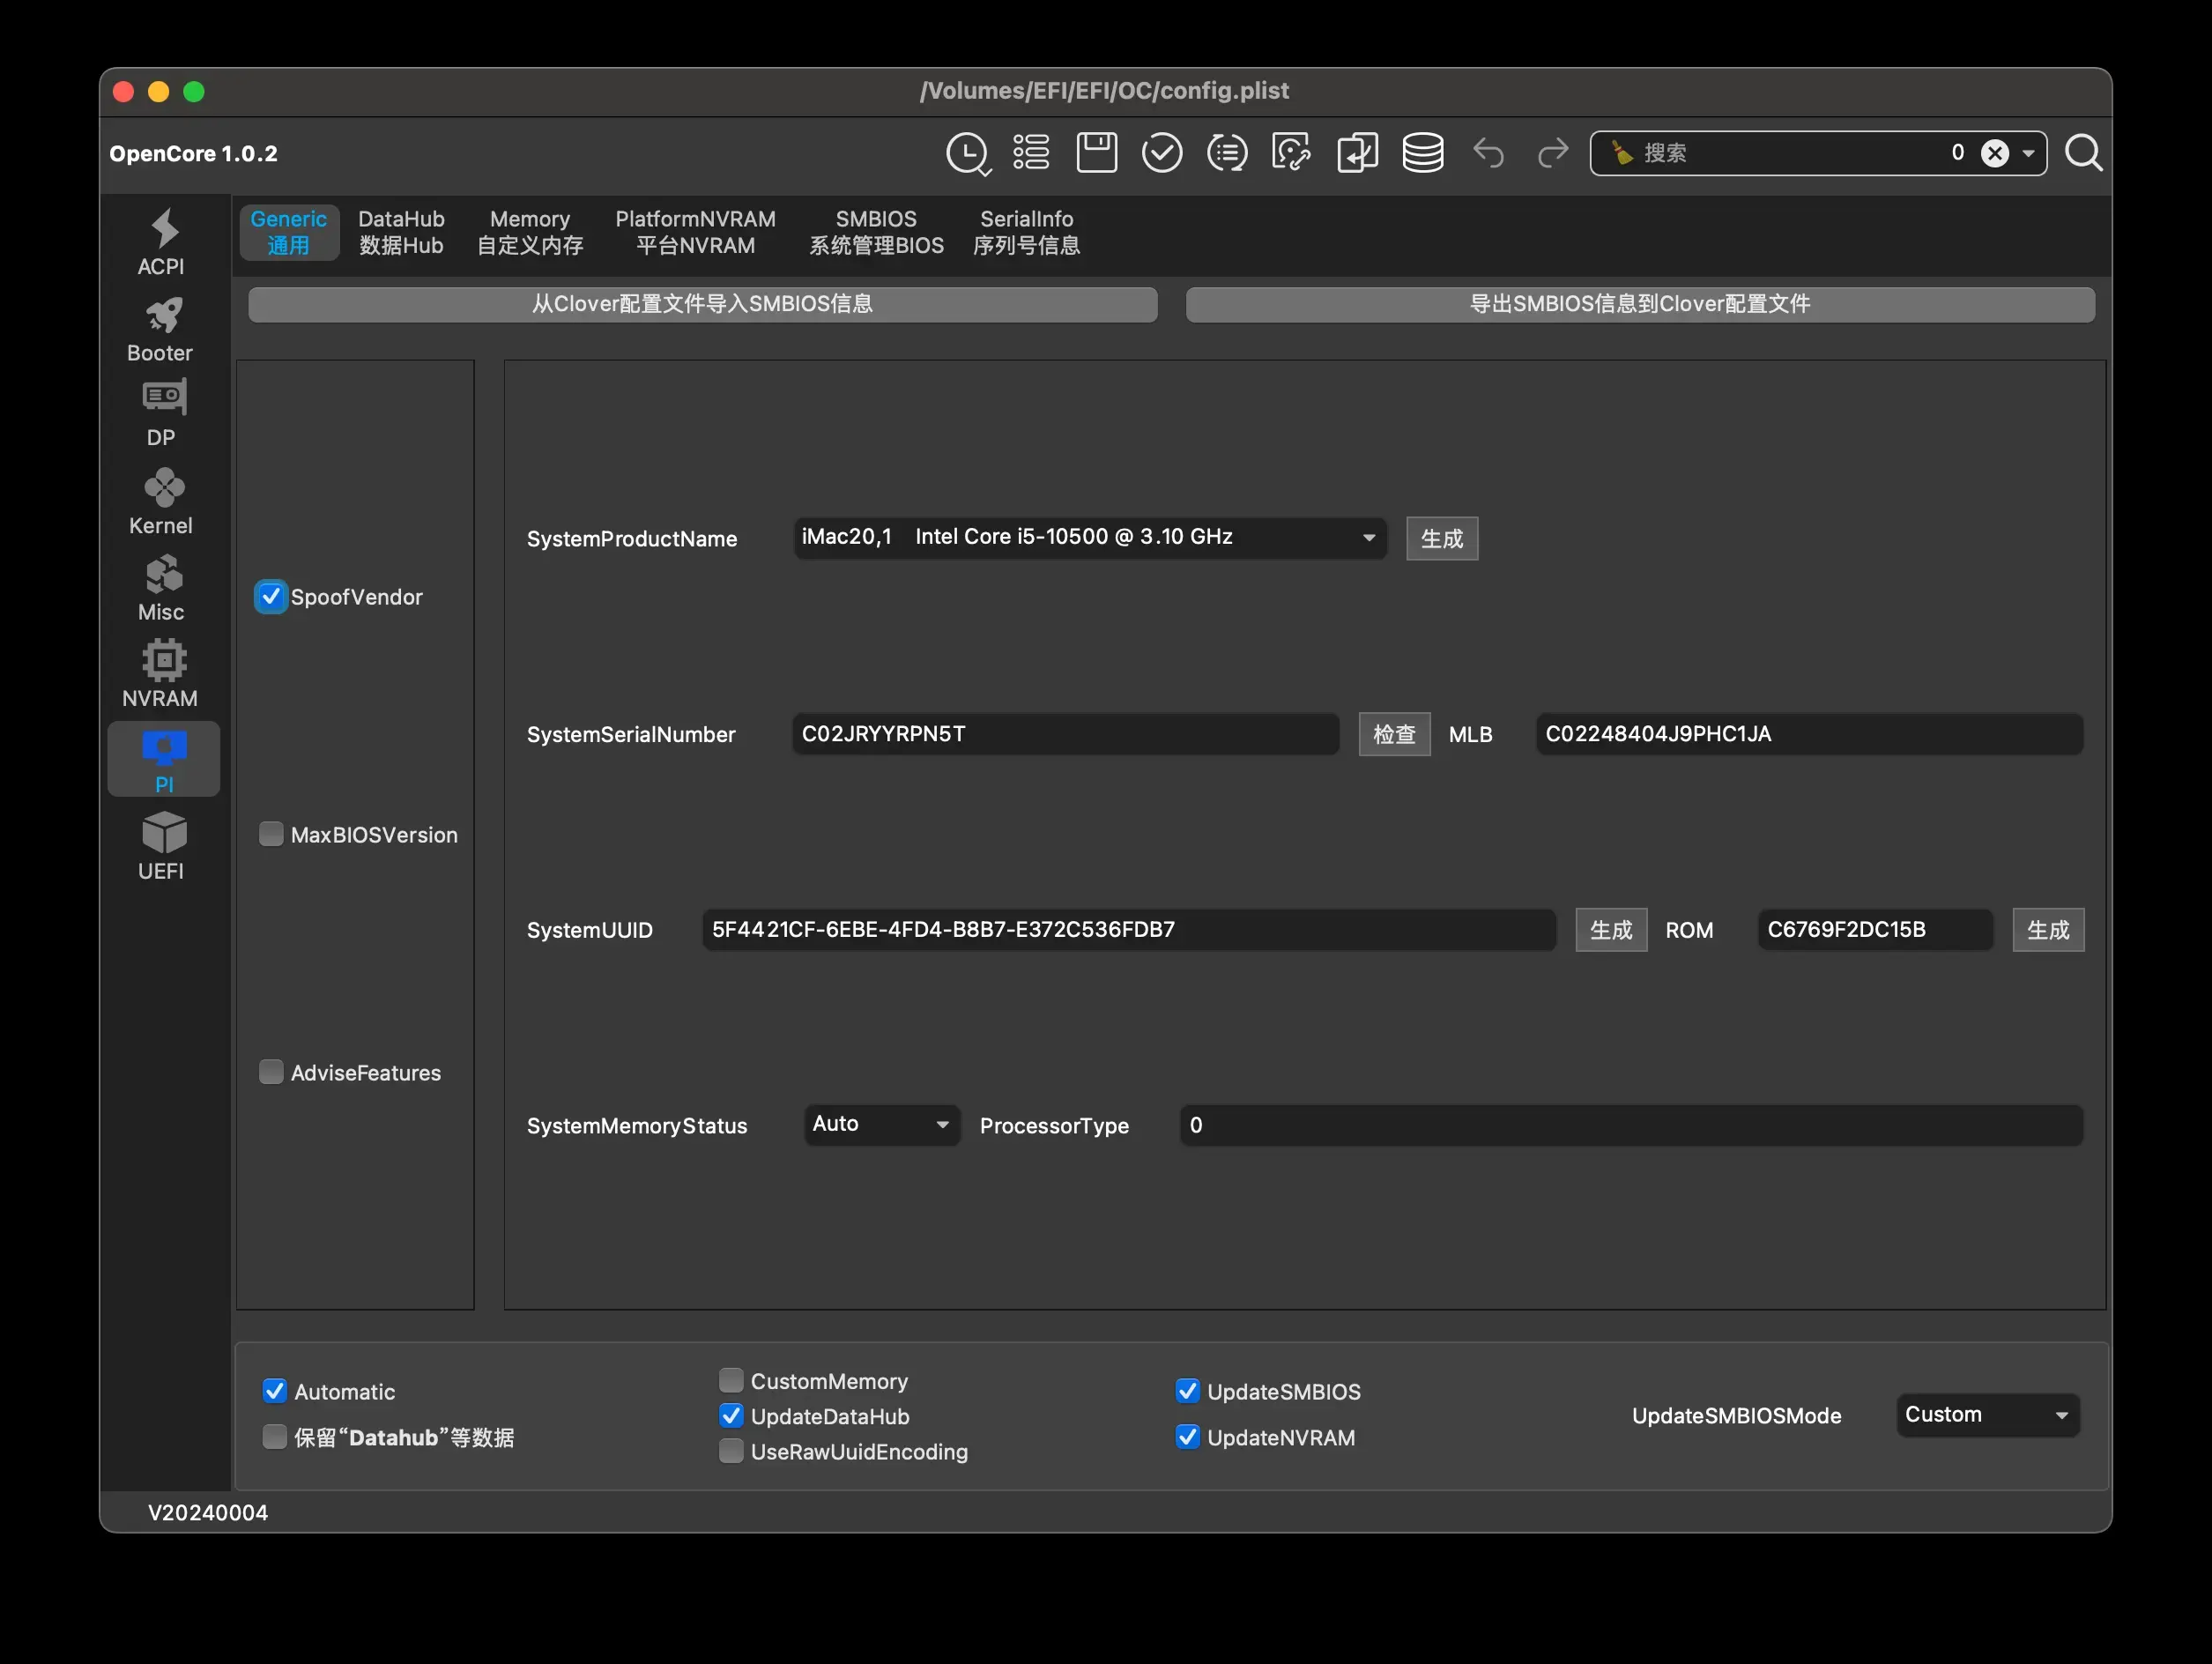 /Volumes/EFI/EFI/OC/config.plist
OpenCore 1.0.2
搜索 0
ACPI
Booter
DP
Kernel
Misc
NVRAM
PI
UEFI
Generic
通用
DataHub
数据Hub
Memory
自定义内存
PlatformNVRAM
平台NVRAM
SMBIOS
系统管理BIOS
SerialInfo
序列号信息
从Clover配置文件导入SMBIOS信息
导出SMBIOS信息到Clover配置文件
SpoofVendor
MaxBIOSVersion
AdviseFeatures
SystemProductName iMac20,1 Intel Core i5-10500 @ 3.10 GHz 生成
SystemSerialNumber C02JRYYRPN5T 检查 MLB C02248404J9PHC1JA
SystemUUID 5F4421CF-6EBE-4FD4-B8B7-E372C536FDB7 生成 ROM C6769F2DC15B 生成
SystemMemoryStatus Auto ProcessorType 0
Automatic
保留“Datahub”等数据
CustomMemory
UpdateDataHub
UseRawUuidEncoding
UpdateSMBIOS
UpdateNVRAM
UpdateSMBIOSMode Custom
V20240004